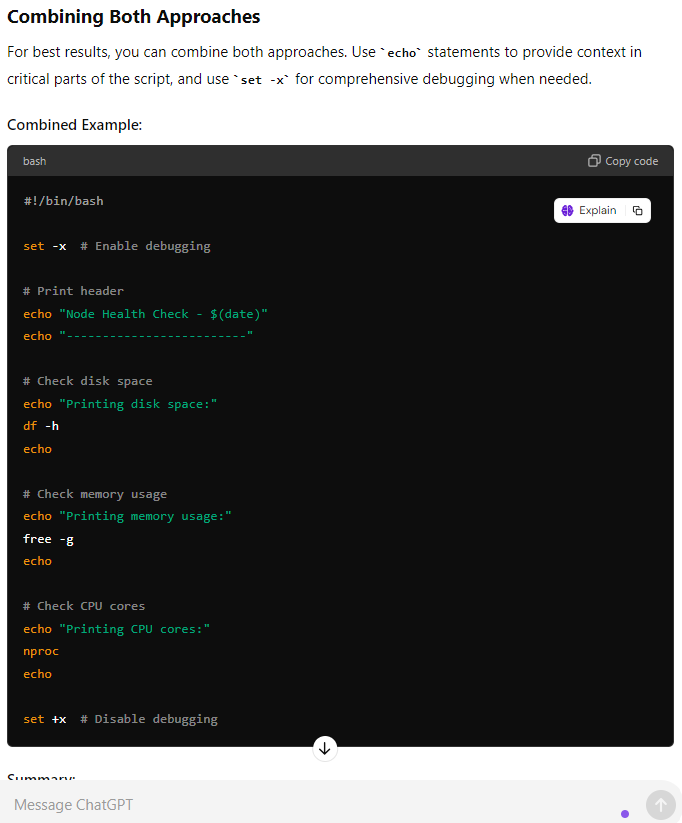 Combining Both Approaches
For best results, you can combine both approaches. Use `echo` statements to provide context in
critical parts of the script, and use `set -x` for comprehensive debugging when needed.
Combined Example:
bash
Copy code
#!/bin/bash
Explain
set -x  # Enable debugging
# Print header
echo "Node Health Check - $(date)"
echo "-------------------------"
# Check disk space
echo "Printing disk space:"
df -h
echo
# Check memory usage
echo "Printing memory usage:"
free -g
echo
# Check CPU cores
echo "Printing CPU cores:"
nproc
echo
set +x  # Disable debugging
Summary:
Message ChatGPT